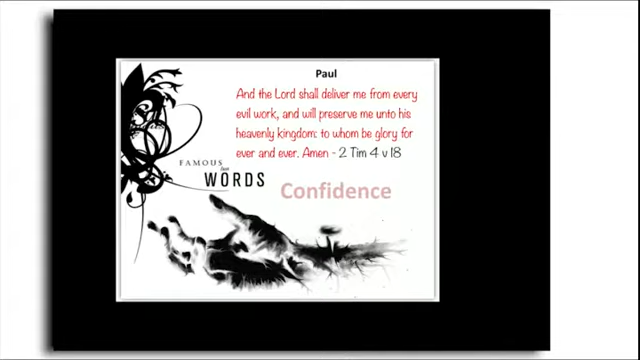 Paul
And the Lord shall deliver me from every
evil work, and will preserve me unto his
heavenly kingdom: to whom be glory for
ever and ever. Amen - 2 Tim 4 v 18
FAMOUS
last
WORDS
Confidence